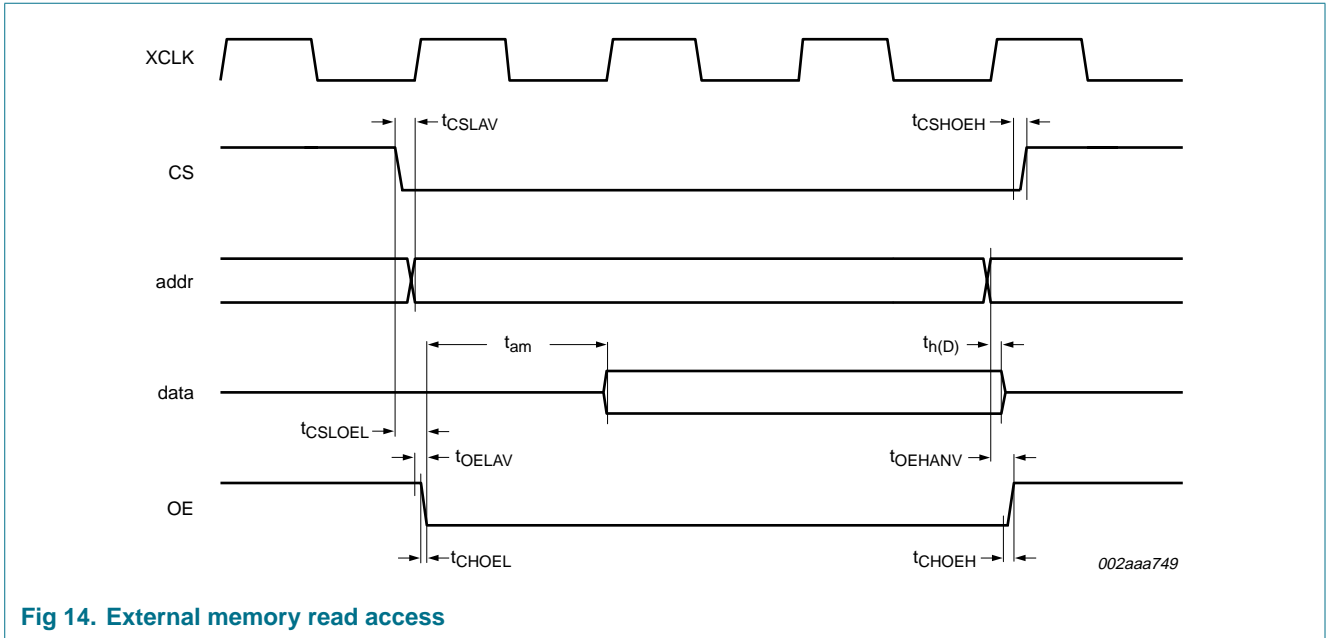 XCLK
tCSLAV
tCSHOEH
CS
addr
tam
th(D)
data
tCSLOEL
tOELAV
tOEHANV
OE
tCHOEL
tCHOEH
002aaa749
Fig 14. External memory read access